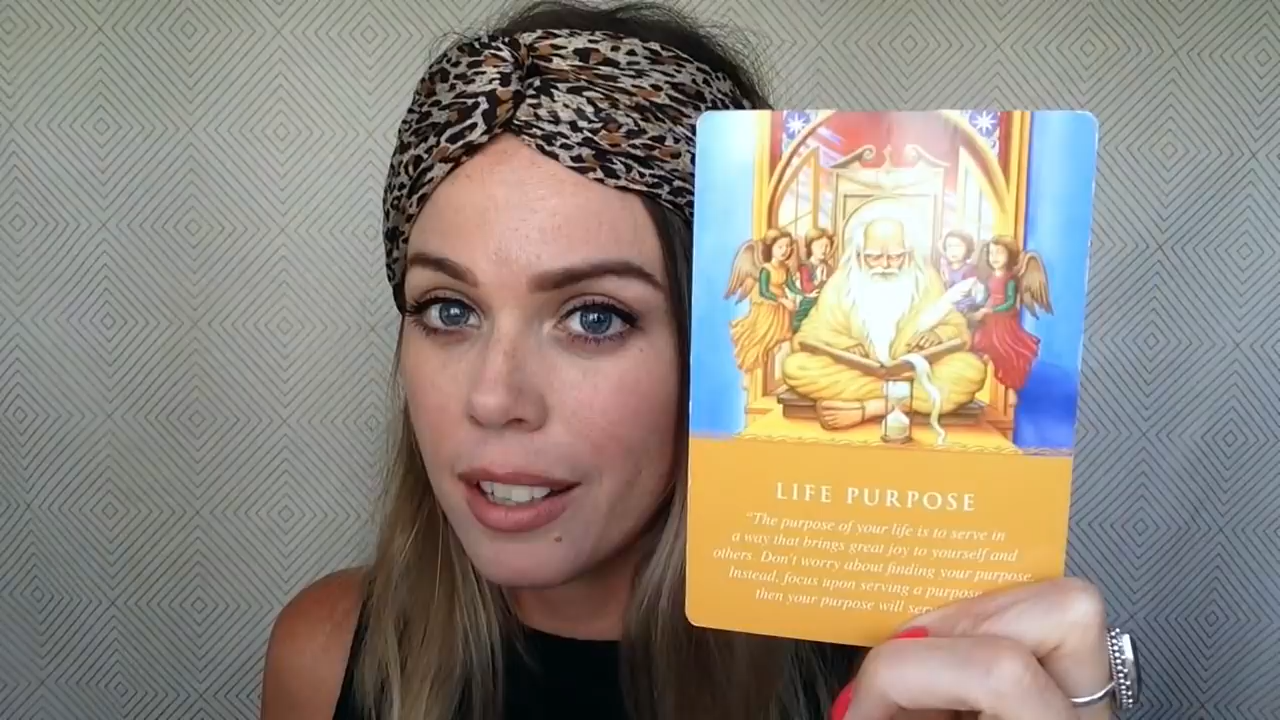 LIFE PURPOSE
“The purpose of your life is to serve in
a way that brings great joy to yourself and
others. Don't worry about finding your purpose.
Instead, focus upon serving a purpose
then your purpose will